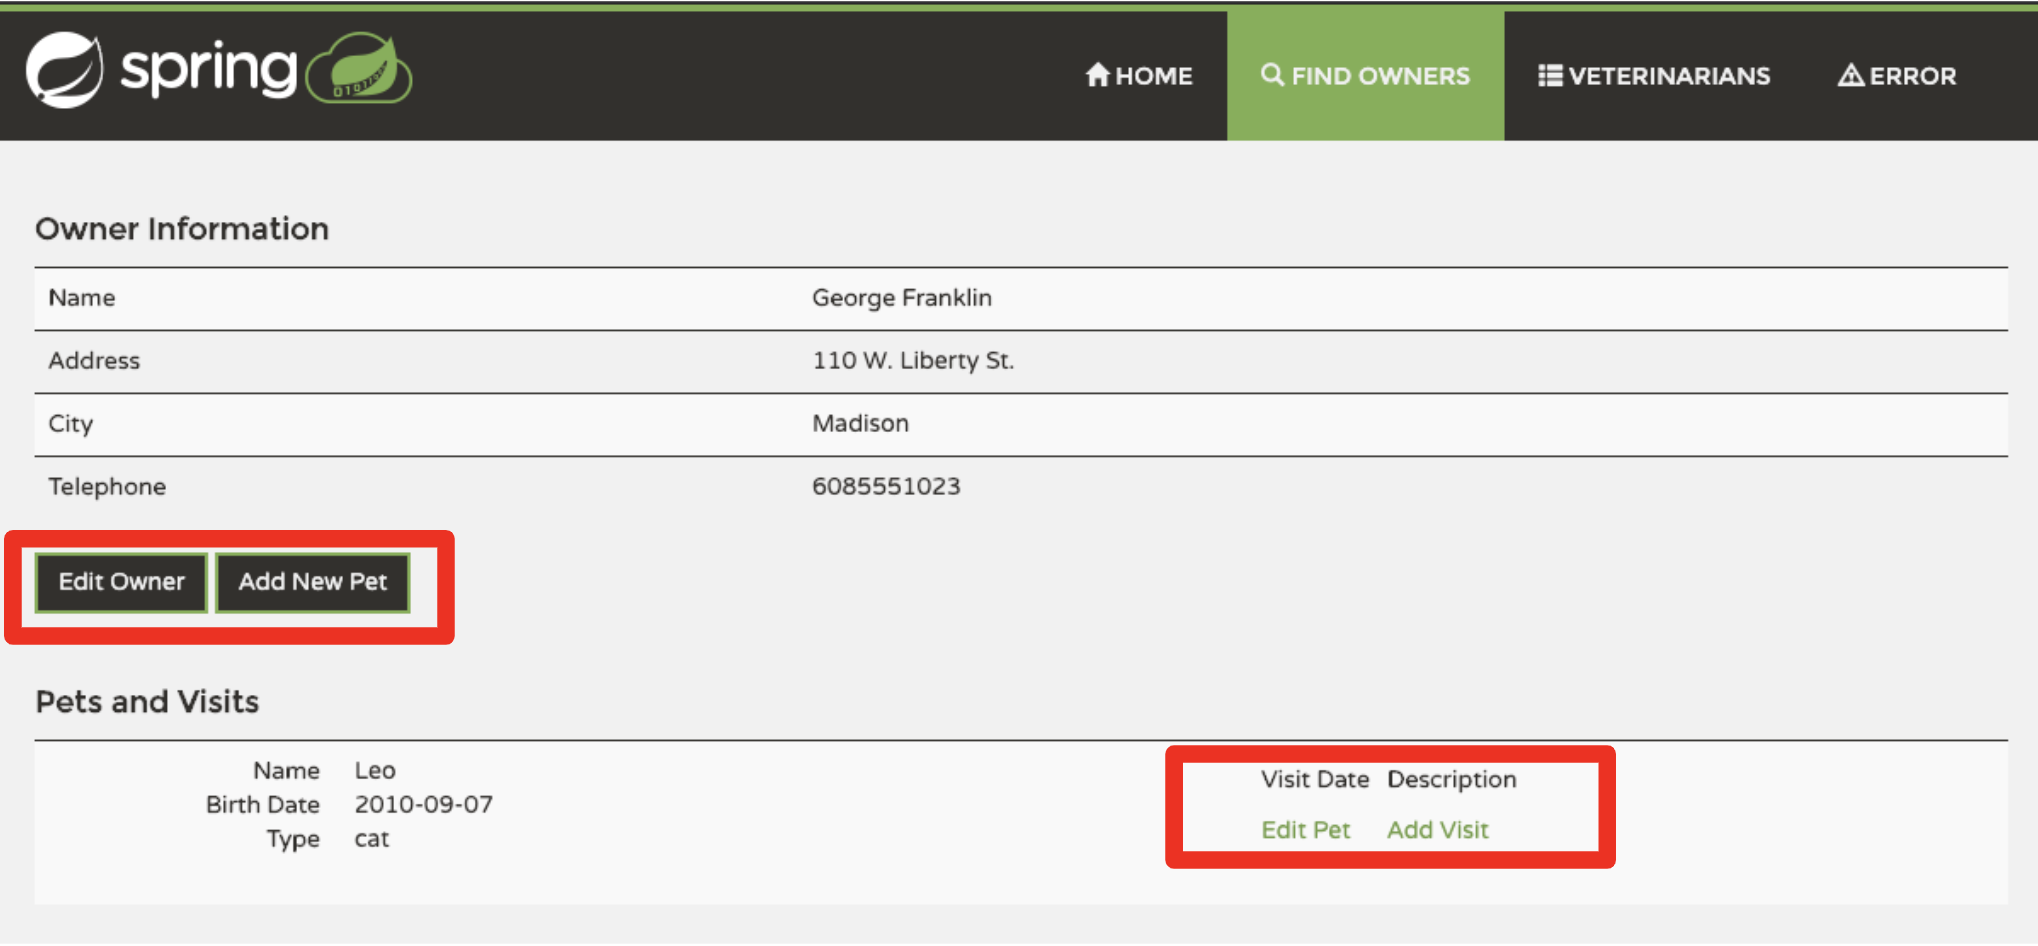 spring
HOME
FIND OWNERS
VETERINARIANS
ERROR
Owner Information
Name George Franklin
Address 110 W. Liberty St.
City Madison
Telephone 6085551023
Edit Owner Add New Pet
Pets and Visits
Name Leo
Birth Date 2010-09-07
Type cat
Visit Date Description
Edit Pet Add Visit